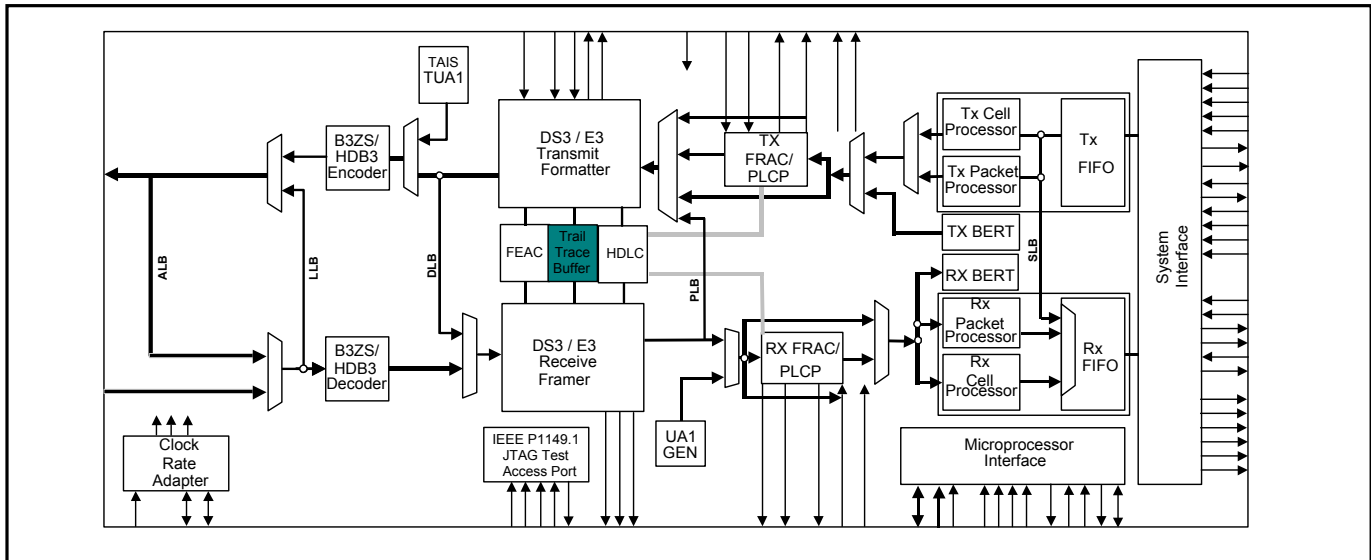 TAIS
TUA1
B3ZS/
HDB3
Encoder
DS3 / E3
Transmit
Formatter
TX
FRAC/
PLCP
Tx Cell
Processor
Tx Packet
Processor
Tx
FIFO
TX BERT
System
Interface
FEAC
Trail
Trace
Buffer
HDLC
ALB
LLB
DLB
PLB
SLB
RX BERT
B3ZS/
HDB3
Decoder
DS3 / E3
Receive
Framer
RX FRAC/
PLCP
Rx
Packet
Processor
Rx
Cell
Processor
Rx
FIFO
UA1
GEN
Clock
Rate
Adapter
IEEE P1149.1
JTAG Test
Access Port
Microprocessor
Interface